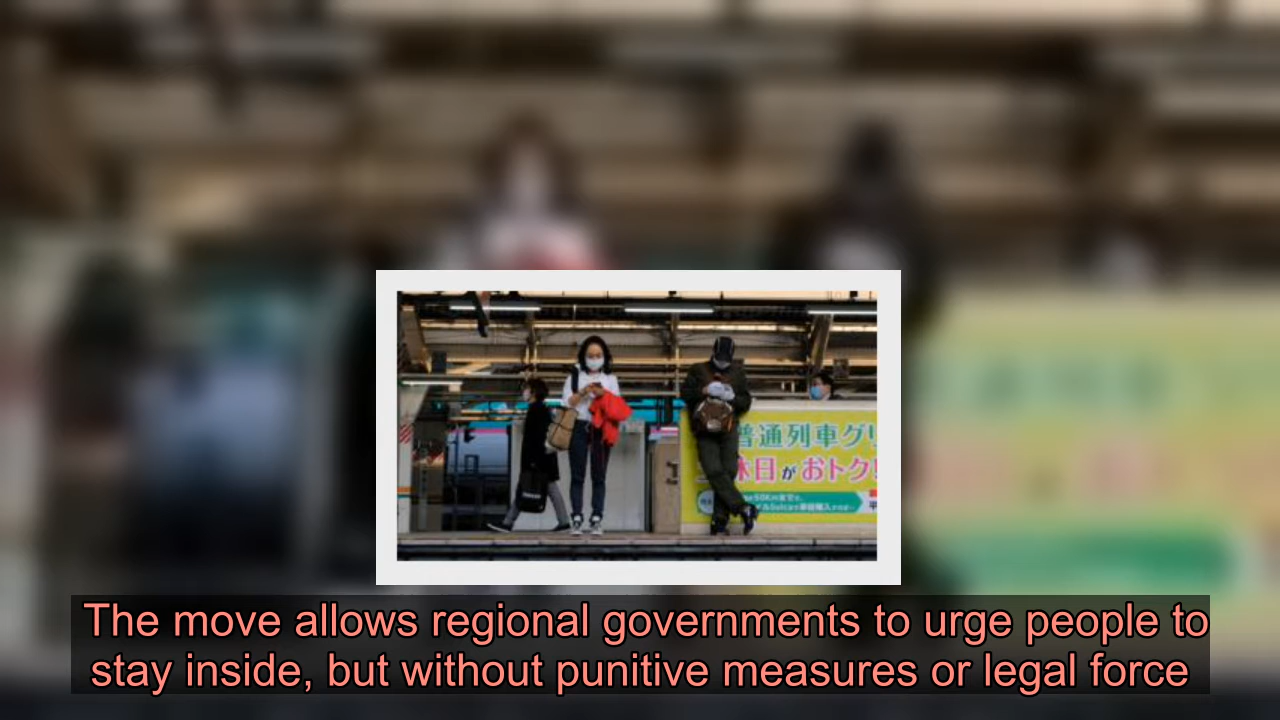 普通列車グリ
休日がおトク!
The move allows regional governments to urge people to
stay inside, but without punitive measures or legal force